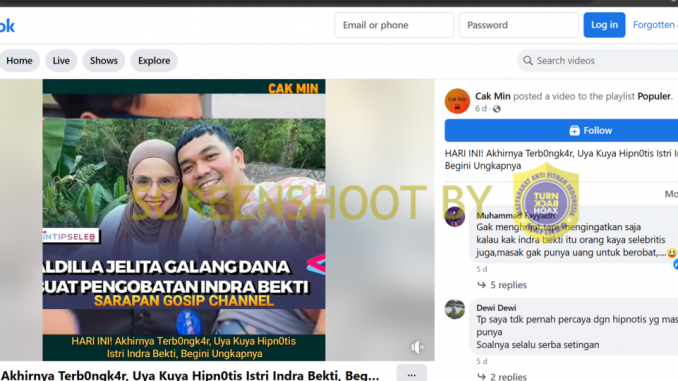 ok
Email or phone
Password
Log in
Forgotten
Home
Live
Shows
Explore
Search videos
CAK MIN
INTIPSELEB
ALDILLA JELITA GALANG DANA
BUAT PENGOBATAN INDRA BEKTI
SARAPAN GOSIP CHANNEL
HARI INI! Akhirnya Terb0ngk4r, Uya Kuya Hipn0tis
Istri Indra Bekti, Begini Ungkapnya
SCREENSHOOT BY
MASYARAKAT ANTI FITNAH INDONESIA
TURN
BACK
HOAX
Akhirnya Terb0ngk4r, Uya Kuya Hipn0tis Istri Indra Bekti, Beg...
Cak Min
Cak Min posted a video to the playlist Populer.
6 d
Follow
HARI INI! Akhirnya Terb0ngk4r, Uya Kuya Hipn0tis Istri In
Begini Ungkapnya
Mo
Muhammad Fayyadh
Gak menghujat,tapi mengingatkan saja
kalau kak indra bekti itu orang kaya selebritis
juga,masak gak punya uang untuk berobat,....😃
5 d
5 replies
Dewi Dewi
Tp saya tdk pernah percaya dgn hipnotis yg mas
punya
Soalnya selalu serba setingan
5 d
2 replies